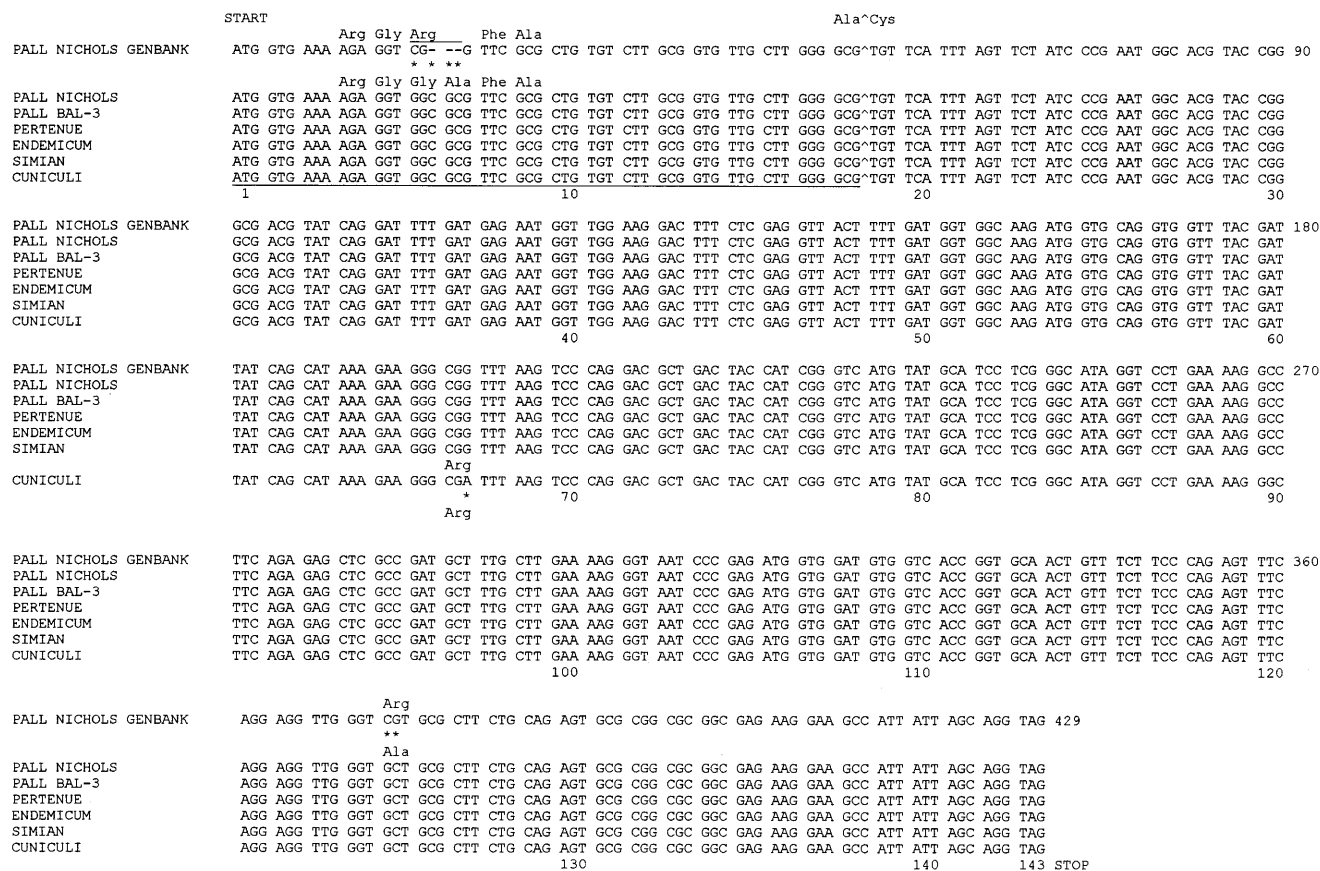 START Ala^Cys
Arg Gly Arg Phe Ala
PALL NICHOLS GENBANK ATG GTG AAA AGA GGT CG- --G TTC GCG CTG TGT CTT GCG GTG TTG CTT GGG GCG^TGT TCA TTT AGT TCT ATC CCG AAT GGC ACG TAC CGG 90
* * **
Arg Gly Gly Ala Phe Ala
PALL NICHOLS ATG GTG AAA AGA GGT GGC GCG TTC GCG CTG TGT CTT GCG GTG TTG CTT GGG GCG^TGT TCA TTT AGT TCT ATC CCG AAT GGC ACG TAC CGG
PALL BAL-3 ATG GTG AAA AGA GGT GGC GCG TTC GCG CTG TGT CTT GCG GTG TTG CTT GGG GCG^TGT TCA TTT AGT TCT ATC CCG AAT GGC ACG TAC CGG
PERTENUE ATG GTG AAA AGA GGT GGC GCG TTC GCG CTG TGT CTT GCG GTG TTG CTT GGG GCG^TGT TCA TTT AGT TCT ATC CCG AAT GGC ACG TAC CGG
ENDEMICUM ATG GTG AAA AGA GGT GGC GCG TTC GCG CTG TGT CTT GCG GTG TTG CTT GGG GCG^TGT TCA TTT AGT TCT ATC CCG AAT GGC ACG TAC CGG
SIMIAN ATG GTG AAA AGA GGT GGC GCG TTC GCG CTG TGT CTT GCG GTG TTG CTT GGG GCG^TGT TCA TTT AGT TCT ATC CCG AAT GGC ACG TAC CGG
CUNICULI ATG GTG AAA AGA GGT GGC GCG TTC GCG CTG TGT CTT GCG GTG TTG CTT GGG GCG^TGT TCA TTT AGT TCT ATC CCG AAT GGC ACG TAC CGG
1 10 20 30
PALL NICHOLS GENBANK GCG ACG TAT CAG GAT TTT GAT GAG AAT GGT TGG AAG GAC TTT CTC GAG GTT ACT TTT GAT GGT GGC AAG ATG GTG CAG GTG GTT TAC GAT 180
PALL NICHOLS GCG ACG TAT CAG GAT TTT GAT GAG AAT GGT TGG AAG GAC TTT CTC GAG GTT ACT TTT GAT GGT GGC AAG ATG GTG CAG GTG GTT TAC GAT
PALL BAL-3 GCG ACG TAT CAG GAT TTT GAT GAG AAT GGT TGG AAG GAC TTT CTC GAG GTT ACT TTT GAT GGT GGC AAG ATG GTG CAG GTG GTT TAC GAT
PERTENUE GCG ACG TAT CAG GAT TTT GAT GAG AAT GGT TGG AAG GAC TTT CTC GAG GTT ACT TTT GAT GGT GGC AAG ATG GTG CAG GTG GTT TAC GAT
ENDEMICUM GCG ACG TAT CAG GAT TTT GAT GAG AAT GGT TGG AAG GAC TTT CTC GAG GTT ACT TTT GAT GGT GGC AAG ATG GTG CAG GTG GTT TAC GAT
SIMIAN GCG ACG TAT CAG GAT TTT GAT GAG AAT GGT TGG AAG GAC TTT CTC GAG GTT ACT TTT GAT GGT GGC AAG ATG GTG CAG GTG GTT TAC GAT
CUNICULI GCG ACG TAT CAG GAT TTT GAT GAG AAT GGT TGG AAG GAC TTT CTC GAG GTT ACT TTT GAT GGT GGC AAG ATG GTG CAG GTG GTT TAC GAT
40 50 60
PALL NICHOLS GENBANK TAT CAG CAT AAA GAA GGG CGG TTT AAG TCC CAG GAC GCT GAC TAC CAT CGG GTC ATG TAT GCA TCC TCG GGC ATA GGT CCT GAA AAG GCC 270
PALL NICHOLS TAT CAG CAT AAA GAA GGG CGG TTT AAG TCC CAG GAC GCT GAC TAC CAT CGG GTC ATG TAT GCA TCC TCG GGC ATA GGT CCT GAA AAG GCC
PALL BAL-3 TAT CAG CAT AAA GAA GGG CGG TTT AAG TCC CAG GAC GCT GAC TAC CAT CGG GTC ATG TAT GCA TCC TCG GGC ATA GGT CCT GAA AAG GCC
PERTENUE TAT CAG CAT AAA GAA GGG CGG TTT AAG TCC CAG GAC GCT GAC TAC CAT CGG GTC ATG TAT GCA TCC TCG GGC ATA GGT CCT GAA AAG GCC
ENDEMICUM TAT CAG CAT AAA GAA GGG CGG TTT AAG TCC CAG GAC GCT GAC TAC CAT CGG GTC ATG TAT GCA TCC TCG GGC ATA GGT CCT GAA AAG GCC
SIMIAN TAT CAG CAT AAA GAA GGG CGG TTT AAG TCC CAG GAC GCT GAC TAC CAT CGG GTC ATG TAT GCA TCC TCG GGC ATA GGT CCT GAA AAG GCC
Arg
CUNICULI TAT CAG CAT AAA GAA GGG CGA TTT AAG TCC CAG GAC GCT GAC TAC CAT CGG GTC ATG TAT GCA TCC TCG GGC ATA GGT CCT GAA AAG GGC
* 70 80 90
Arg
PALL NICHOLS GENBANK TTC AGA GAG CTC GCC GAT GCT TTG CTT GAA AAG GGT AAT CCC GAG ATG GTG GAT GTG GTC ACC GGT GCA ACT GTT TCT TCC CAG AGT TTC 360
PALL NICHOLS TTC AGA GAG CTC GCC GAT GCT TTG CTT GAA AAG GGT AAT CCC GAG ATG GTG GAT GTG GTC ACC GGT GCA ACT GTT TCT TCC CAG AGT TTC
PALL BAL-3 TTC AGA GAG CTC GCC GAT GCT TTG CTT GAA AAG GGT AAT CCC GAG ATG GTG GAT GTG GTC ACC GGT GCA ACT GTT TCT TCC CAG AGT TTC
PERTENUE TTC AGA GAG CTC GCC GAT GCT TTG CTT GAA AAG GGT AAT CCC GAG ATG GTG GAT GTG GTC ACC GGT GCA ACT GTT TCT TCC CAG AGT TTC
ENDEMICUM TTC AGA GAG CTC GCC GAT GCT TTG CTT GAA AAG GGT AAT CCC GAG ATG GTG GAT GTG GTC ACC GGT GCA ACT GTT TCT TCC CAG AGT TTC
SIMIAN TTC AGA GAG CTC GCC GAT GCT TTG CTT GAA AAG GGT AAT CCC GAG ATG GTG GAT GTG GTC ACC GGT GCA ACT GTT TCT TCC CAG AGT TTC
CUNICULI TTC AGA GAG CTC GCC GAT GCT TTG CTT GAA AAG GGT AAT CCC GAG ATG GTG GAT GTG GTC ACC GGT GCA ACT GTT TCT TCC CAG AGT TTC
100 110 120
Arg
PALL NICHOLS GENBANK AGG AGG TTG GGT CGT GCG CTT CTG CAG AGT GCG CGG CGC GGC GAG AAG GAA GCC ATT ATT AGC AGG TAG 429
**
Ala
PALL NICHOLS AGG AGG TTG GGT GCT GCG CTT CTG CAG AGT GCG CGG CGC GGC GAG AAG GAA GCC ATT ATT AGC AGG TAG
PALL BAL-3 AGG AGG TTG GGT GCT GCG CTT CTG CAG AGT GCG CGG CGC GGC GAG AAG GAA GCC ATT ATT AGC AGG TAG
PERTENUE AGG AGG TTG GGT GCT GCG CTT CTG CAG AGT GCG CGG CGC GGC GAG AAG GAA GCC ATT ATT AGC AGG TAG
ENDEMICUM AGG AGG TTG GGT GCT GCG CTT CTG CAG AGT GCG CGG CGC GGC GAG AAG GAA GCC ATT ATT AGC AGG TAG
SIMIAN AGG AGG TTG GGT GCT GCG CTT CTG CAG AGT GCG CGG CGC GGC GAG AAG GAA GCC ATT ATT AGC AGG TAG
CUNICULI AGG AGG TTG GGT GCT GCG CTT CTG CAG AGT GCG CGG CGC GGC GAG AAG GAA GCC ATT ATT AGC AGG TAG
130 140 143 STOP